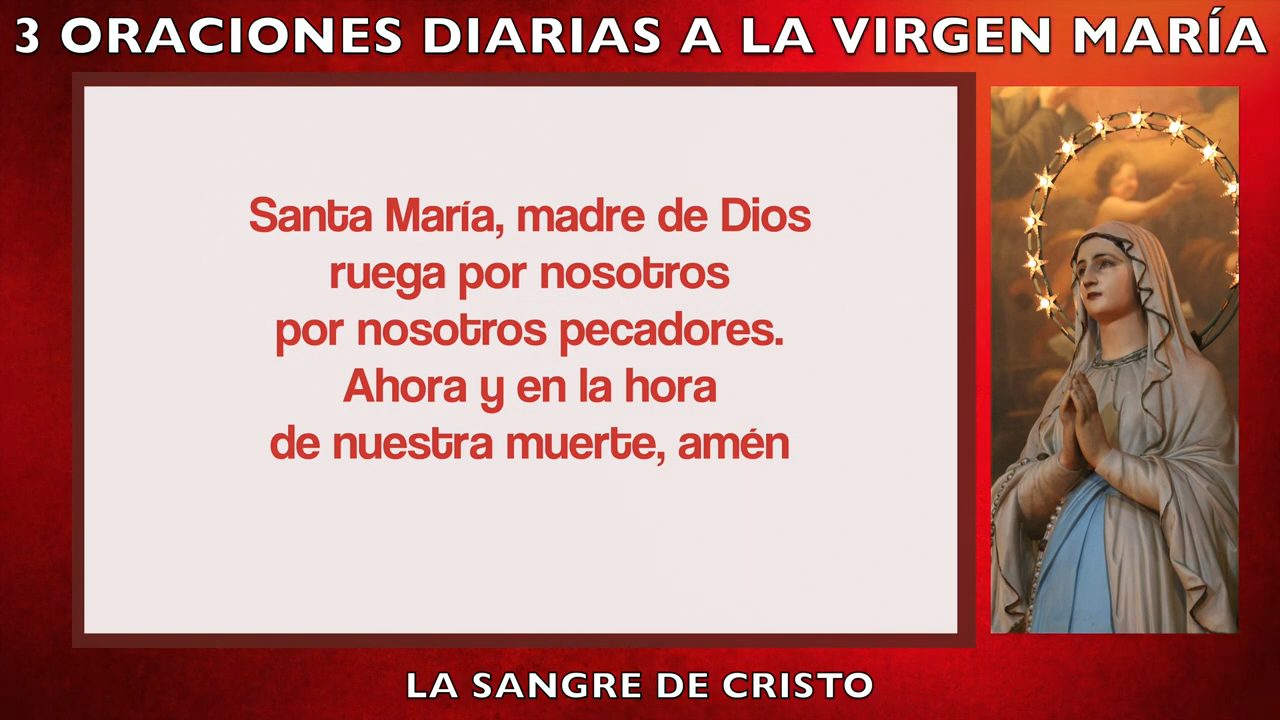 3 ORACIONES DIARIAS A LA VIRGEN MARÍA
Santa María, madre de Dios
ruega por nosotros
por nosotros pecadores.
Ahora y en la hora
de nuestra muerte, amén
LA SANGRE DE CRISTO